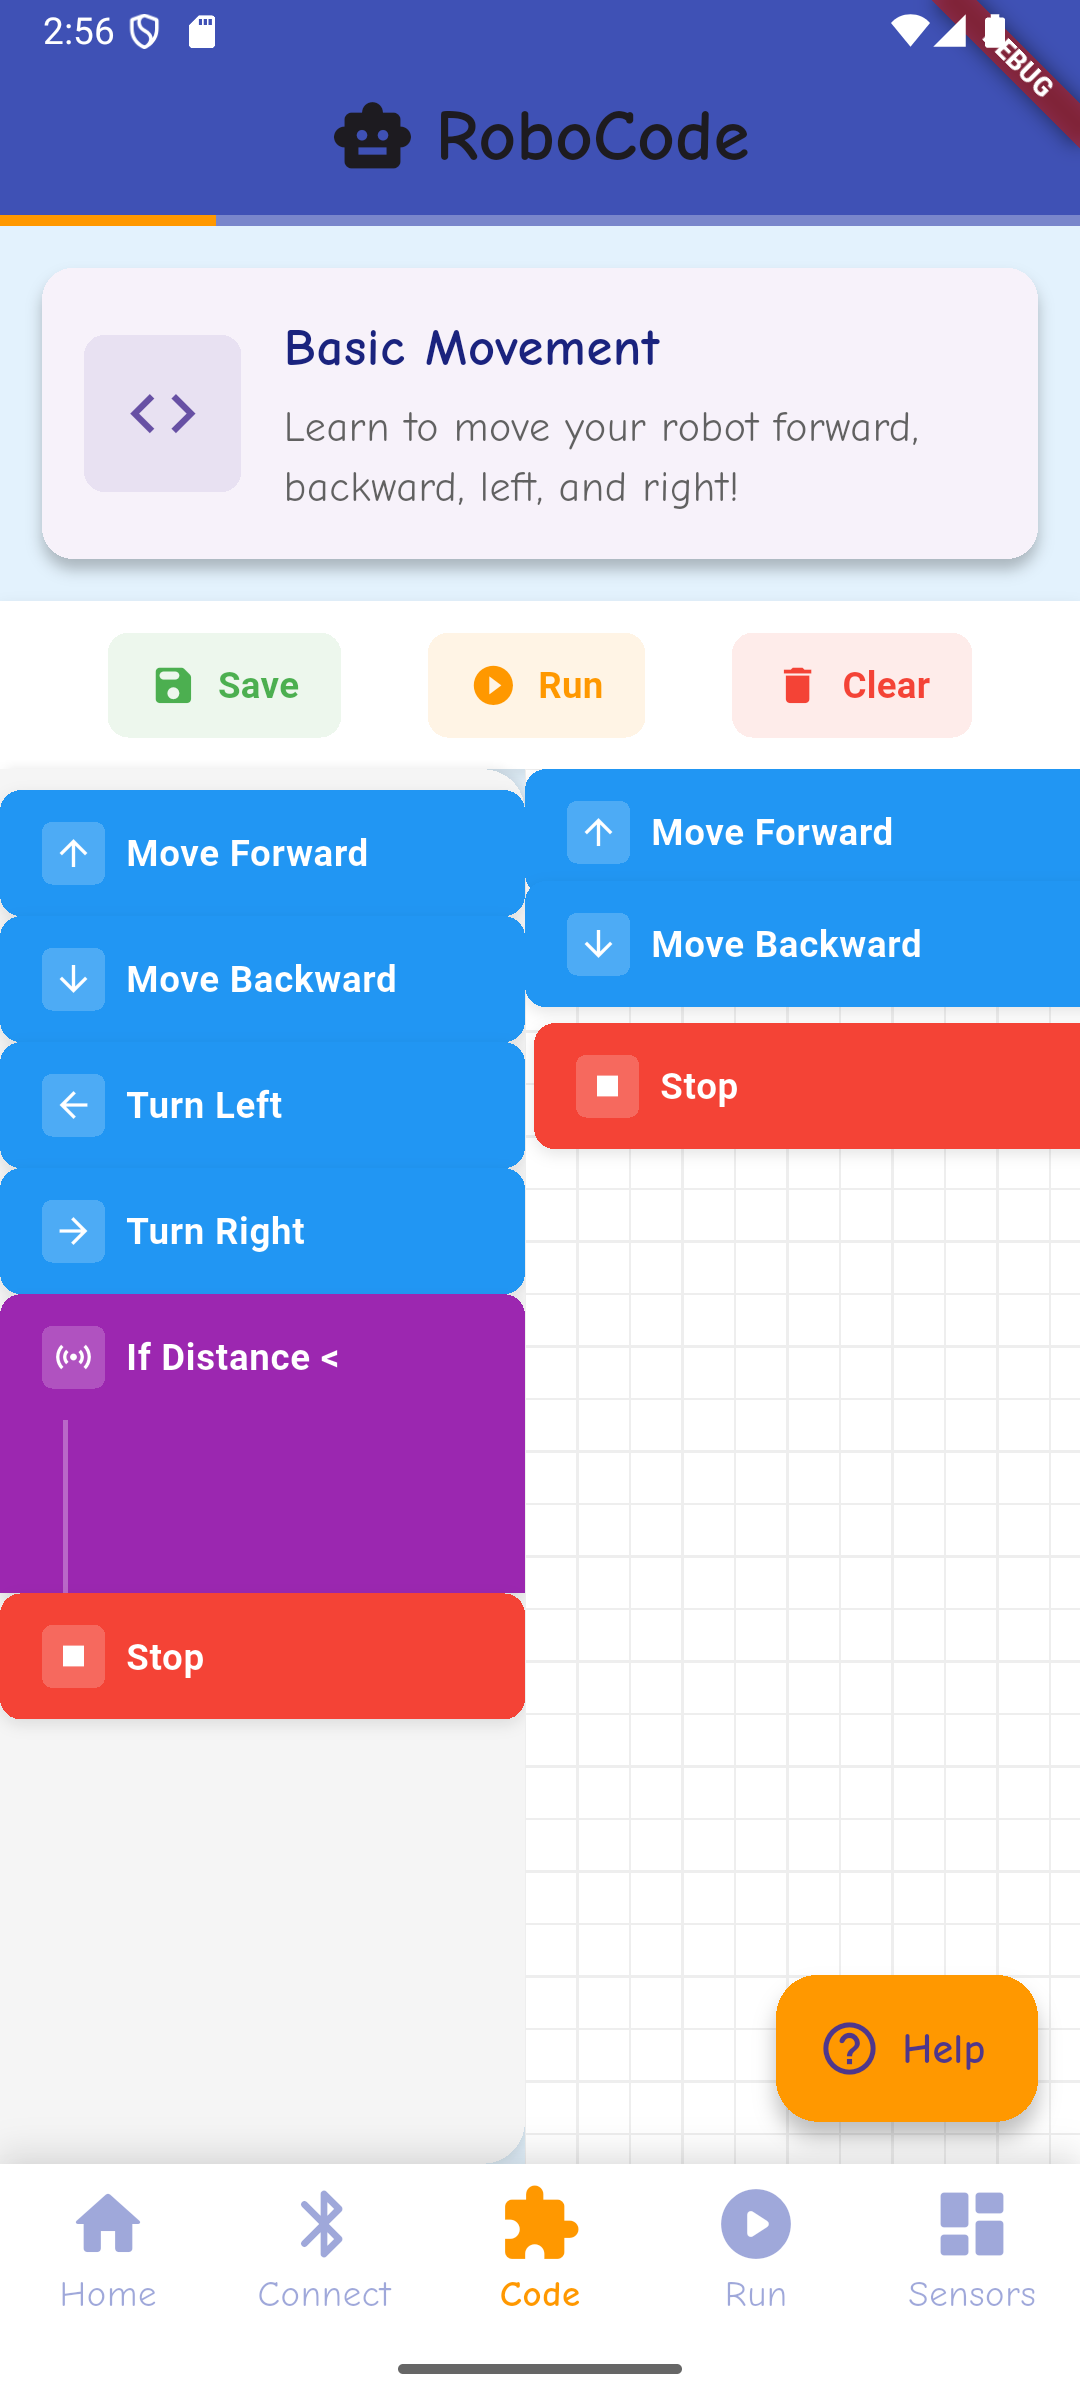 2:56
EBUG
RoboCode
Basic Movement
Learn to move your robot forward,
backward, left, and right!
Save
Run
Clear
Move Forward
Move Backward
Turn Left
Turn Right
If Distance <
Stop
Move Forward
Move Backward
Stop
Help
Home
Connect
Code
Run
Sensors